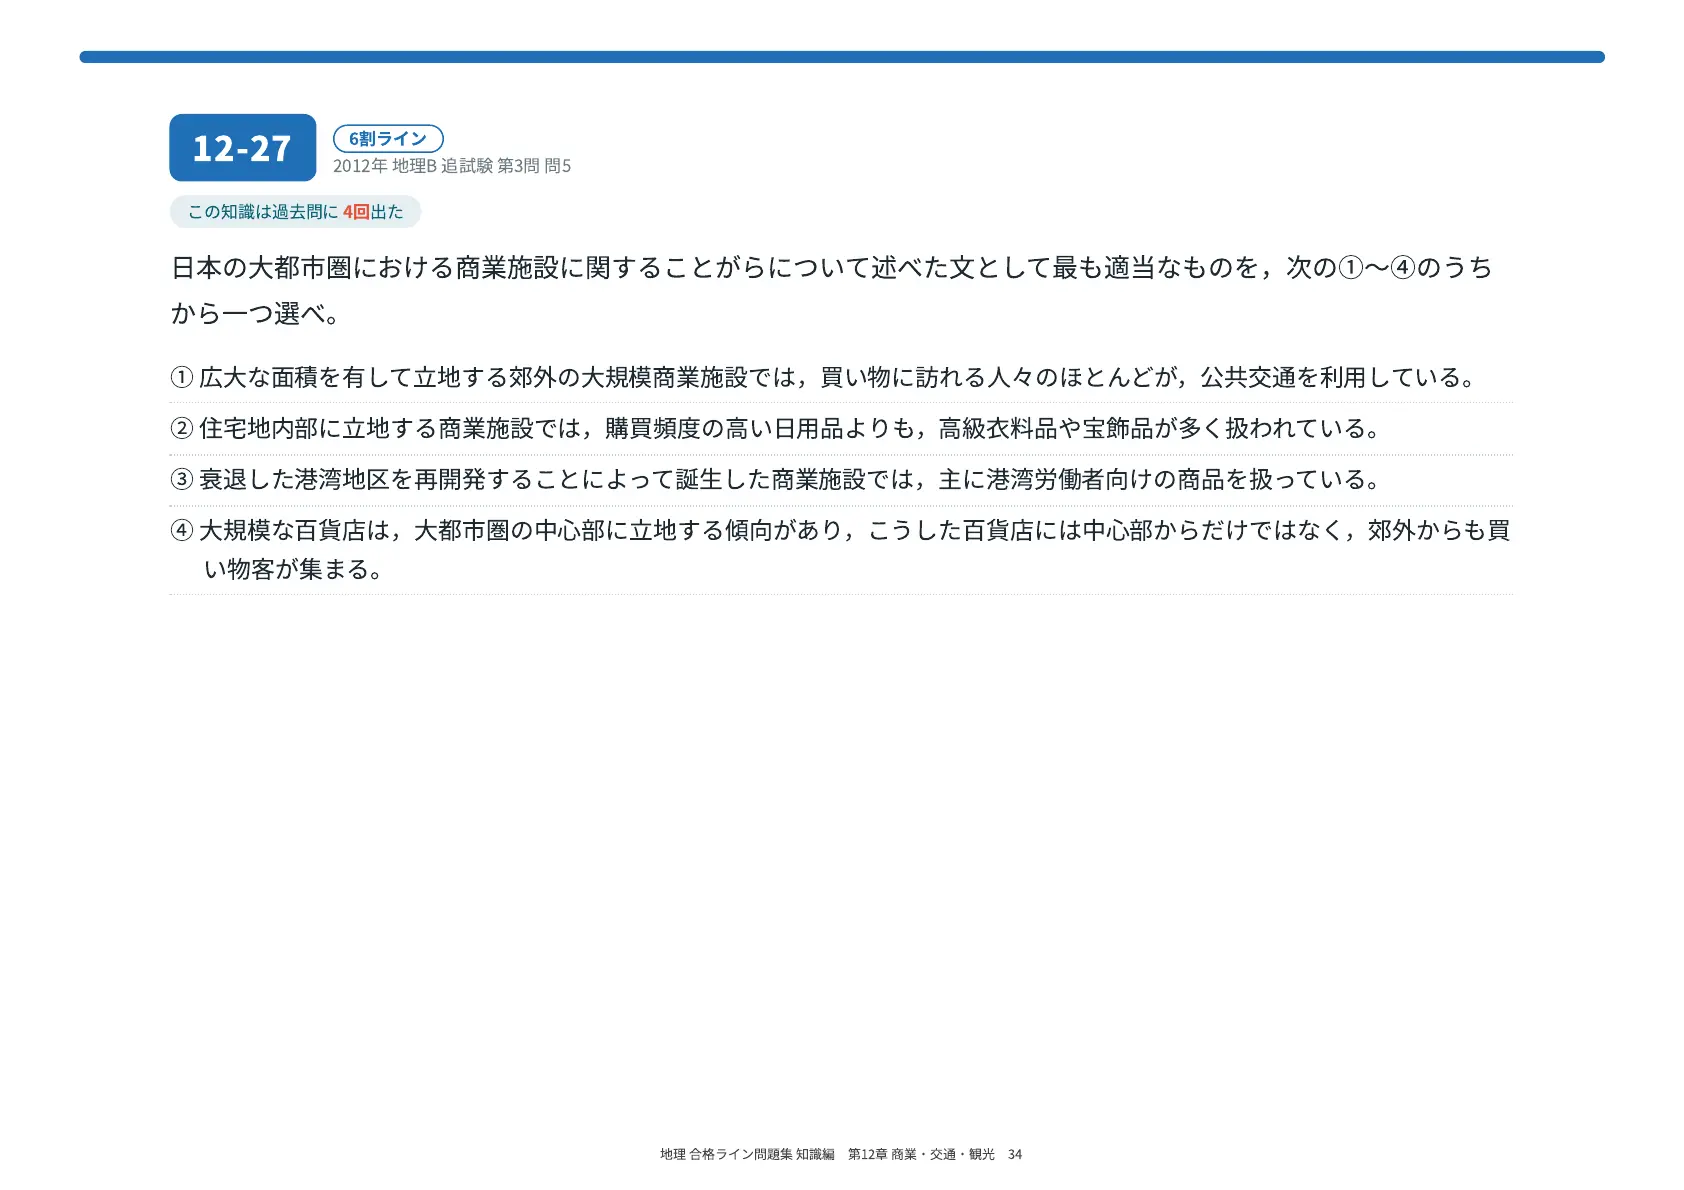 12-27
6割ライン
2012年 地理B 追試験 第3問 問5
この知識は過去問に 4回出た
日本の大都市圏における商業施設に関することがらについて述べた文として最も適当なものを，次の①～④のうち
から一つ選べ。
① 広大な面積を有して立地する郊外の大規模商業施設では，買い物に訪れる人々のほとんどが，公共交通を利用している。
② 住宅地内部に立地する商業施設では，購買頻度の高い日用品よりも，高級衣料品や宝飾品が多く扱われている。
③ 衰退した港湾地区を再開発することによって誕生した商業施設では，主に港湾労働者向けの商品を扱っている。
④ 大規模な百貨店は，大都市圏の中心部に立地する傾向があり，こうした百貨店には中心部からだけではなく，郊外からも買
い物客が集まる。
地理 合格ライン問題集 知識編　第12章 商業・交通・観光　34